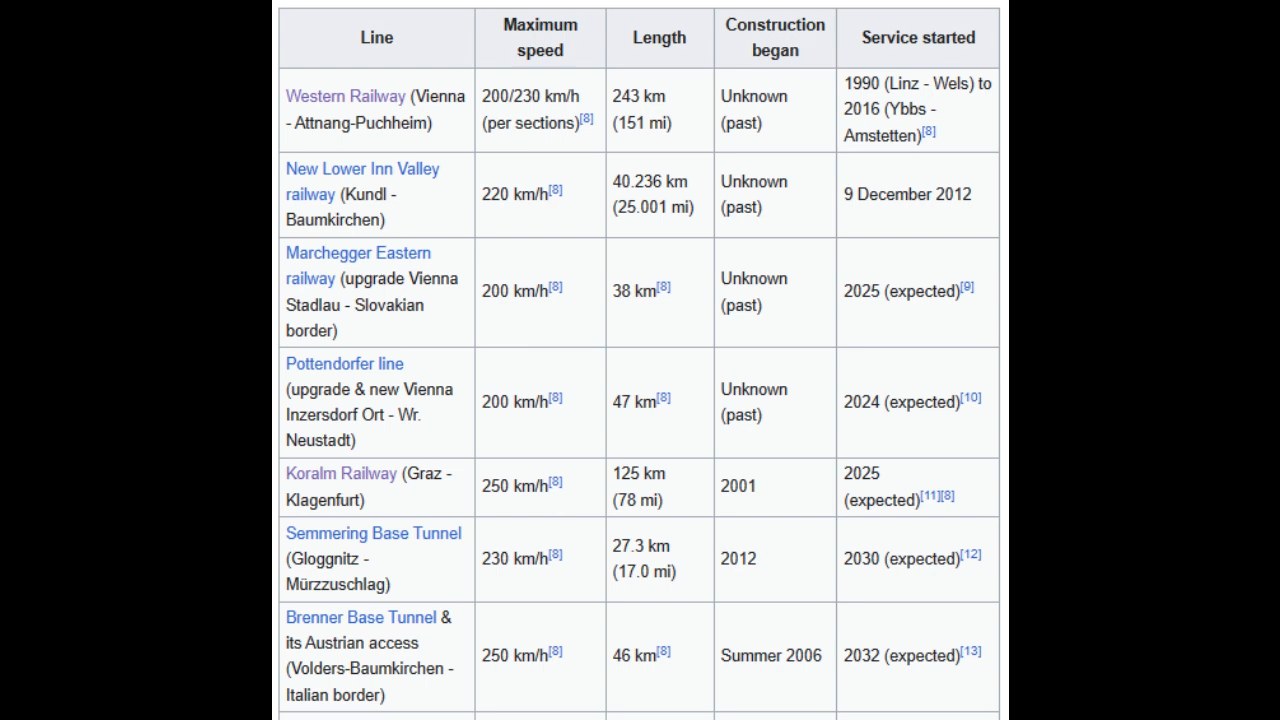 Line
Maximum
speed
Length
Construction
began
Service started
Western Railway (Vienna
- Attnang-Puchheim)
200/230 km/h
(per sections)[8]
243 km
(151 mi)
Unknown
(past)
1990 (Linz - Wels) to
2016 (Ybbs -
Amstetten)[8]
New Lower Inn Valley
railway (Kundl -
Baumkirchen)
220 km/h[8]
40.236 km
(25.001 mi)
Unknown
(past)
9 December 2012
Marchegger Eastern
railway (upgrade Vienna
Stadlau - Slovakian
border)
200 km/h[8]
38 km[8]
Unknown
(past)
2025 (expected)[9]
Pottendorfer line
(upgrade & new Vienna
Inzersdorf Ort - Wr.
Neustadt)
200 km/h[8]
47 km[8]
Unknown
(past)
2024 (expected)[10]
Koralm Railway (Graz -
Klagenfurt)
250 km/h[8]
125 km
(78 mi)
2001
2025
(expected)[11][8]
Semmering Base Tunnel
(Gloggnitz -
Mürzzuschlag)
230 km/h[8]
27.3 km
(17.0 mi)
2012
2030 (expected)[12]
Brenner Base Tunnel &
its Austrian access
(Volders-Baumkirchen -
Italian border)
250 km/h[8]
46 km[8]
Summer 2006
2032 (expected)[13]